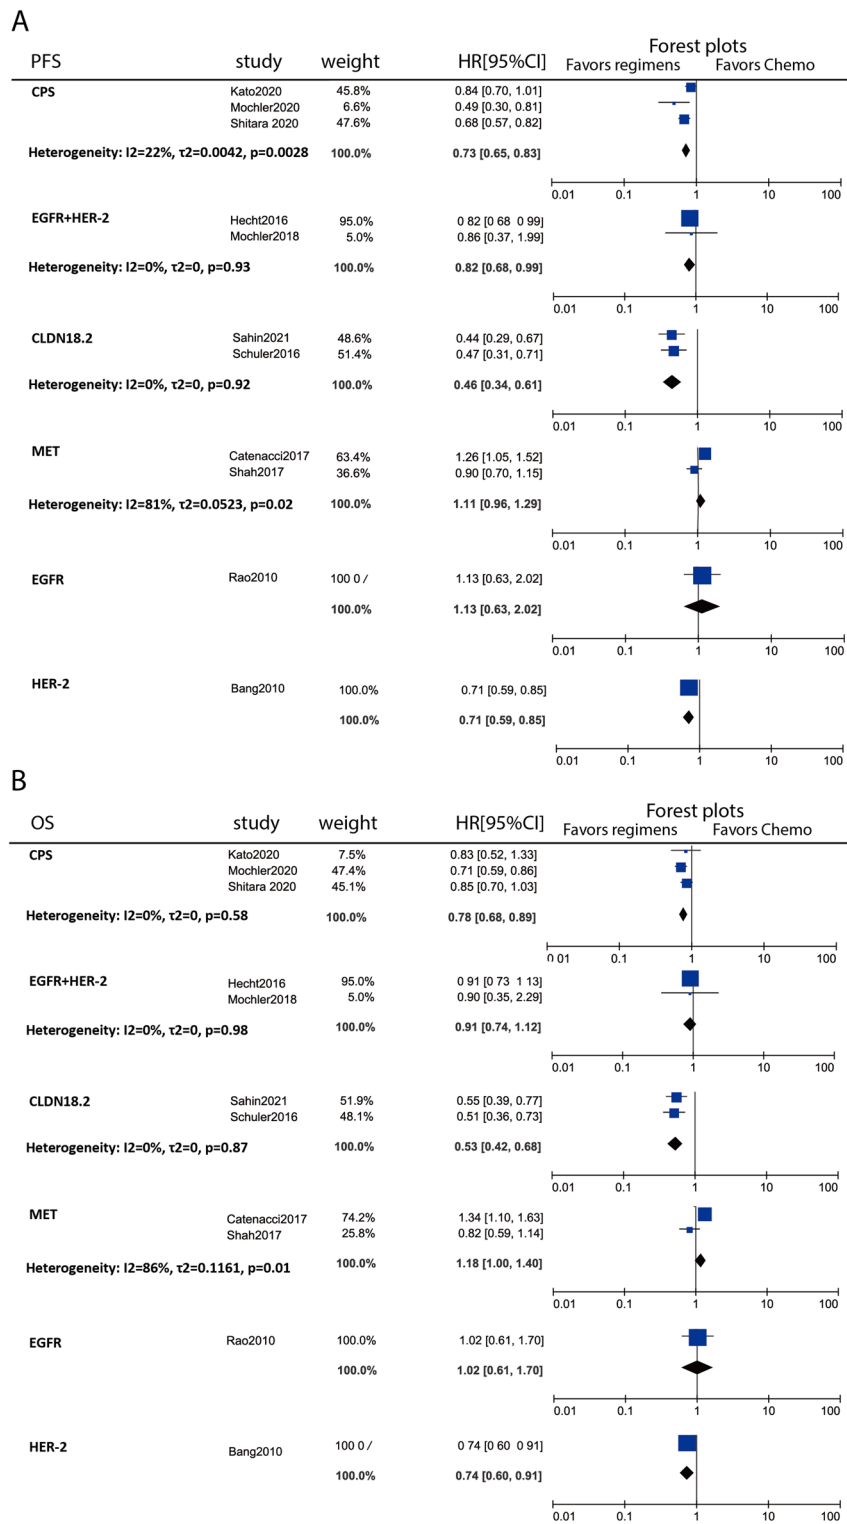 A
Forest plots
PFS study weight HR[95%CI] Favors regimens Favors Chemo
CPS Kato2020 45.8% 0.84 [0.70, 1.01]
Mochler2020 6.6% 0.49 [0.30, 0.81]
Shitara 2020 47.6% 0.68 [0.57, 0.82]
Heterogeneity: I2=22%, τ2=0.0042, p=0.0028 100.0% 0.73 [0.65, 0.83]
0.01 0.1 1 10 100
EGFR+HER-2 Hecht2016 95.0% 0 82 [0 68 0 99]
Mochler2018 5.0% 0.86 [0.37, 1.99]
Heterogeneity: I2=0%, τ2=0, p=0.93 100.0% 0.82 [0.68, 0.99]
0.01 0.1 1 10 100
CLDN18.2 Sahin2021 48.6% 0.44 [0.29, 0.67]
Schuler2016 51.4% 0.47 [0.31, 0.71]
Heterogeneity: I2=0%, τ2=0, p=0.92 100.0% 0.46 [0.34, 0.61]
0.01 0.1 1 10 100
MET Catenacci2017 63.4% 1.26 [1.05, 1.52]
Shah2017 36.6% 0.90 [0.70, 1.15]
Heterogeneity: I2=81%, τ2=0.0523, p=0.02 100.0% 1.11 [0.96, 1.29]
0.01 0.1 1 10 100
EGFR Rao2010 100 0 / 1.13 [0.63, 2.02]
100.0% 1.13 [0.63, 2.02]
0.01 0.1 1 10 100
HER-2 Bang2010 100.0% 0.71 [0.59, 0.85]
100.0% 0.71 [0.59, 0.85]
0.01 0.1 1 10 100
B
Forest plots
OS study weight HR[95%CI] Favors regimens Favors Chemo
CPS Kato2020 7.5% 0.83 [0.52, 1.33]
Mochler2020 47.4% 0.71 [0.59, 0.86]
Shitara 2020 45.1% 0.85 [0.70, 1.03]
Heterogeneity: I2=0%, τ2=0, p=0.58 100.0% 0.78 [0.68, 0.89]
0 01 0.1 1 10 100
EGFR+HER-2 Hecht2016 95.0% 0 91 [0 73 1 13]
Mochler2018 5.0% 0.90 [0.35, 2.29]
Heterogeneity: I2=0%, τ2=0, p=0.98 100.0% 0.91 [0.74, 1.12]
0.01 0.1 1 10 100
CLDN18.2 Sahin2021 51.9% 0.55 [0.39, 0.77]
Schuler2016 48.1% 0.51 [0.36, 0.73]
Heterogeneity: I2=0%, τ2=0, p=0.87 100.0% 0.53 [0.42, 0.68]
0.01 0.1 1 10 100
MET Catenacci2017 74.2% 1.34 [1.10, 1.63]
Shah2017 25.8% 0.82 [0.59, 1.14]
Heterogeneity: I2=86%, τ2=0.1161, p=0.01 100.0% 1.18 [1.00, 1.40]
0.01 0.1 1 10 100
EGFR Rao2010 100.0% 1.02 [0.61, 1.70]
100.0% 1.02 [0.61, 1.70]
0.01 0.1 1 10 100
HER-2 Bang2010 100 0 / 0 74 [0 60 0 91]
100.0% 0.74 [0.60, 0.91]
0.01 0.1 1 10 100